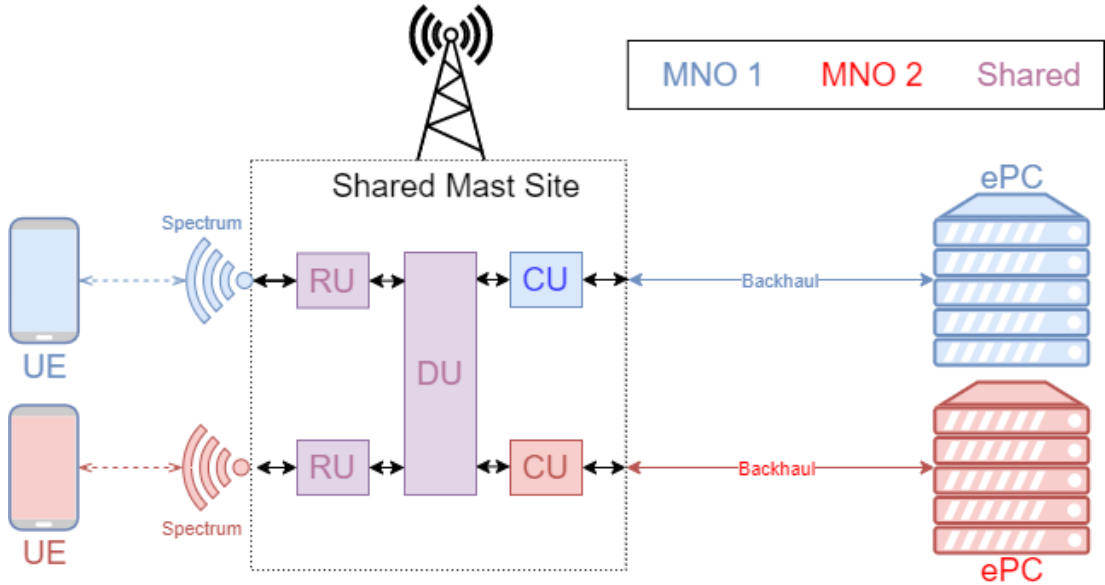 MNO 1 MNO 2 Shared
Shared Mast Site
ePC
Spectrum
RU
CU
Backhaul
UE
DU
RU
CU
Backhaul
Spectrum
UE
ePC